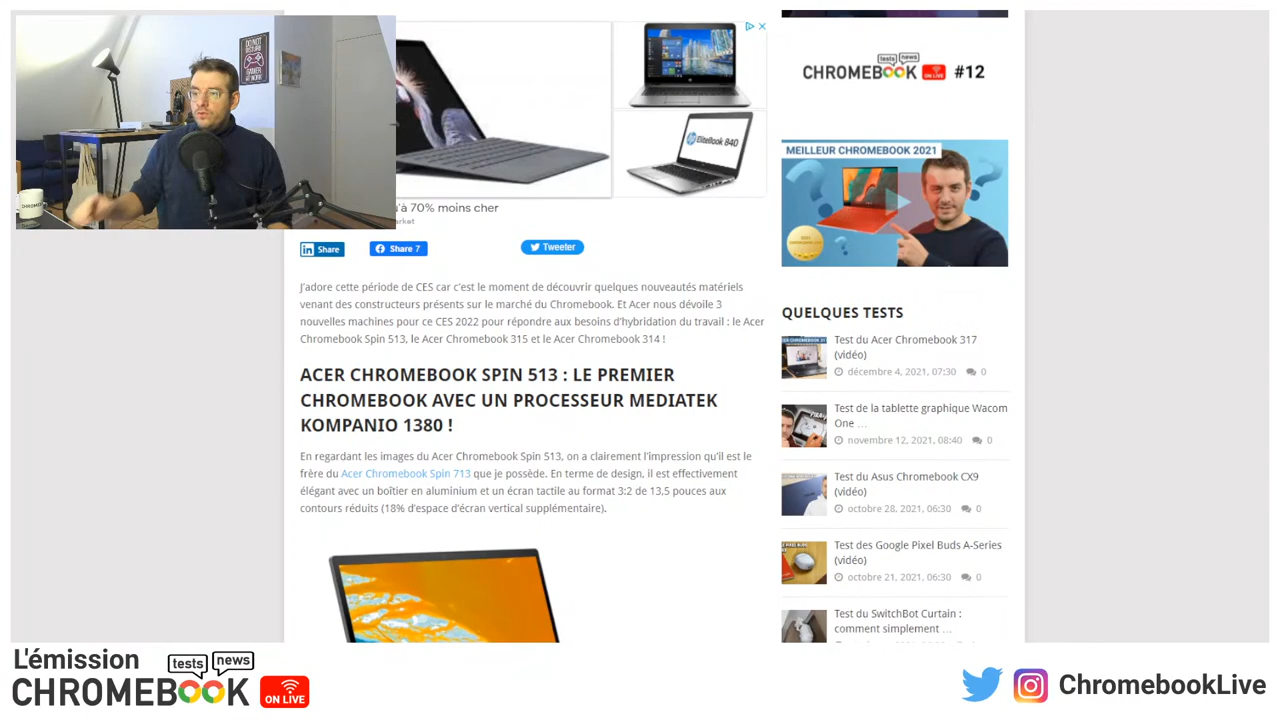 DO NOT
DISTURB
GAMER
AT WORK
EliteBook 840
u'à 70% moins cher
arket
Share
Share 7
Tweeter
J'adore cette période de CES car c'est le moment de découvrir quelques nouveautés matériels
venant des constructeurs présents sur le marché du Chromebook. Et Acer nous dévoile 3
nouvelles machines pour ce CES 2022 pour répondre aux besoins d'hybridation du travail : le Acer
Chromebook Spin 513, le Acer Chromebook 315 et le Acer Chromebook 314 !
ACER CHROMEBOOK SPIN 513 : LE PREMIER
CHROMEBOOK AVEC UN PROCESSEUR MEDIATEK
KOMPANIO 1380 !
En regardant les images du Acer Chromebook Spin 513, on a clairement l'impression qu'il est le
frère du Acer Chromebook Spin 713 que je possède. En terme de design, il est effectivement
élégant avec un boîtier en aluminium et un écran tactile au format 3:2 de 13,5 pouces aux
contours réduits (18% d'espace d'écran vertical supplémentaire).
tests news
CHROMEBOOK ON LIVE #12
MEILLEUR CHROMEBOOK 2021
QUELQUES TESTS
Test du Acer Chromebook 317
(vidéo)
décembre 4, 2021, 07:30 0
Test de la tablette graphique Wacom
One ...
novembre 12, 2021, 08:40 0
Test du Asus Chromebook CX9
(vidéo)
octobre 28, 2021, 06:30 0
Test des Google Pixel Buds A-Series
(vidéo)
octobre 21, 2021, 06:30 0
Test du SwitchBot Curtain :
comment simplement ...
L'émission
tests news
CHROMEBOOK ON LIVE
ChromebookLive